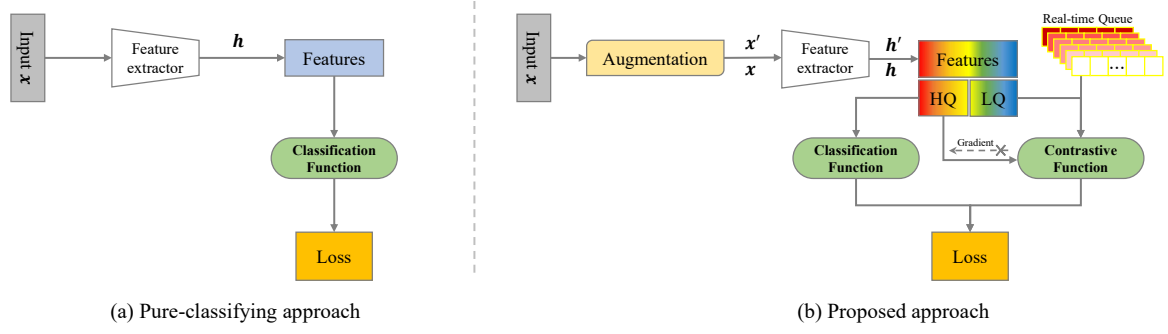 Input x
Feature
extractor
h
Features
Classification
Function
Loss
(a) Pure-classifying approach
Input x
Augmentation
x′
x
Feature
extractor
h′
h
Features
HQ
LQ
Real-time Queue
...
Classification
Function
Gradient
Contrastive
Function
Loss
(b) Proposed approach